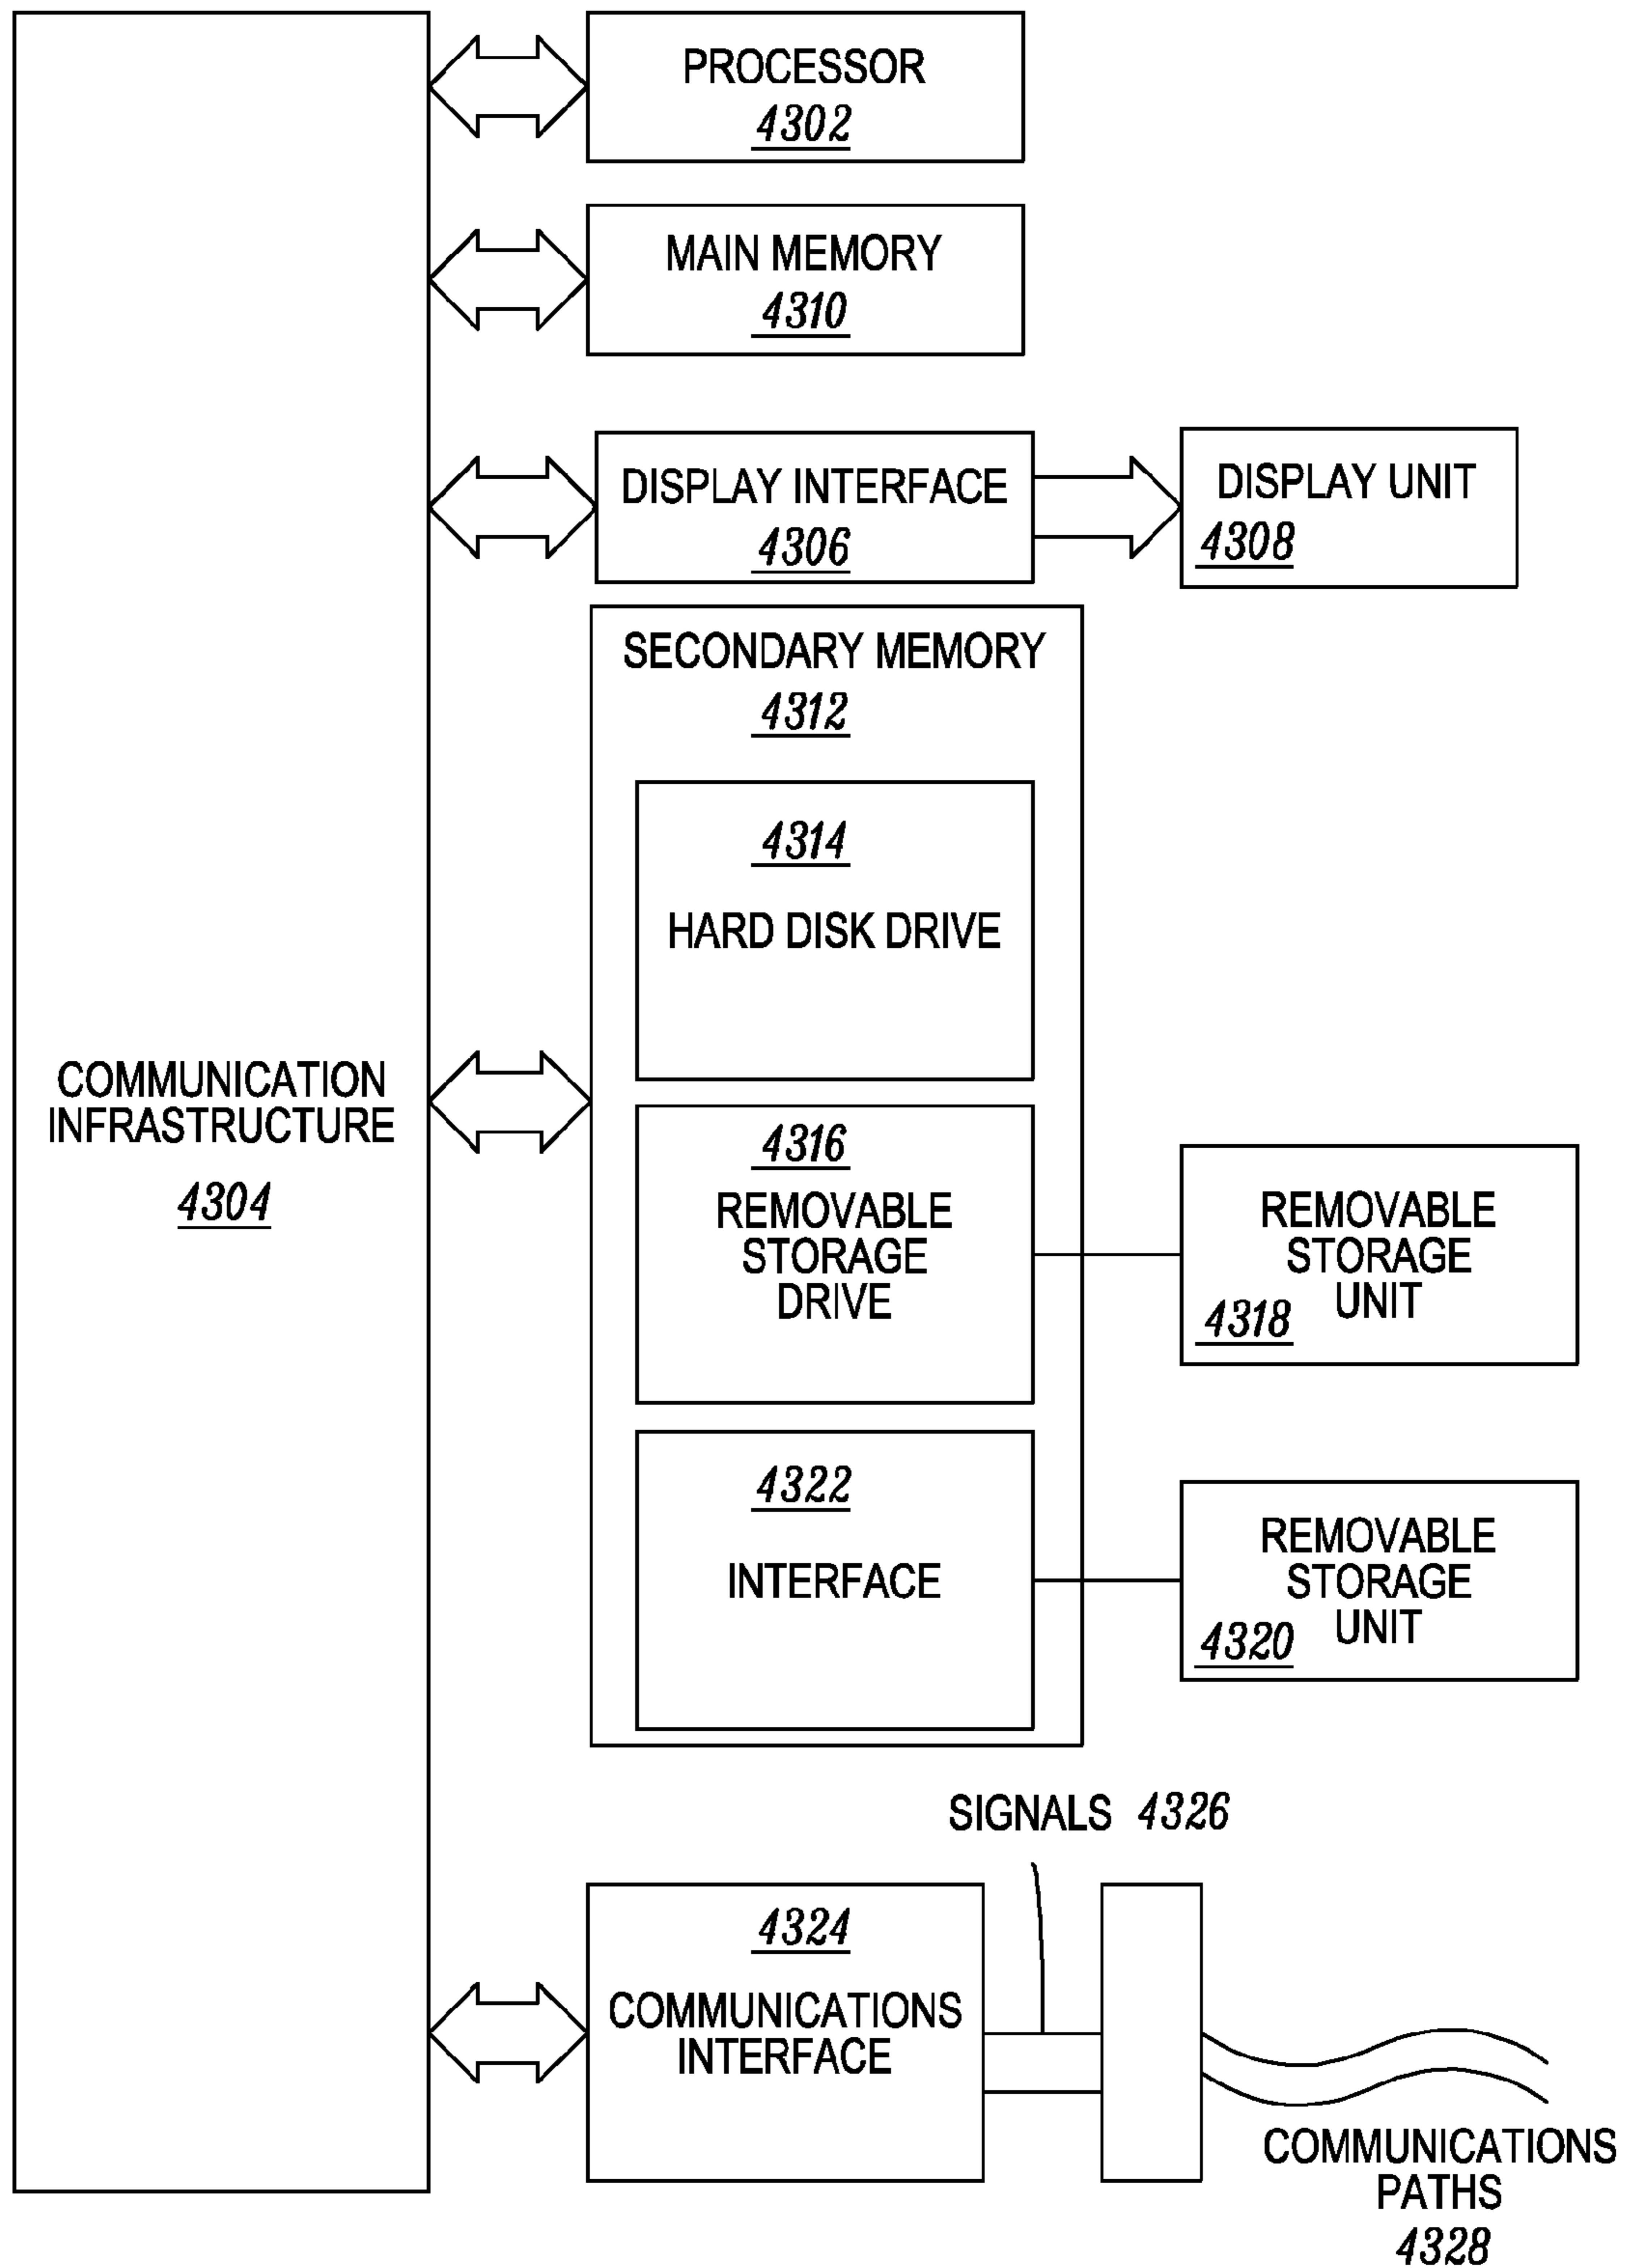 PROCESSOR
4302
MAIN MEMORY
4310
DISPLAY INTERFACE
4306
DISPLAY UNIT
4308
SECONDARY MEMORY
4312
4314
HARD DISK DRIVE
COMMUNICATION
INFRASTRUCTURE
4304
4316
REMOVABLE
STORAGE
DRIVE
REMOVABLE
STORAGE
UNIT
4318
4322
INTERFACE
REMOVABLE
STORAGE
UNIT
4320
SIGNALS 4326
4324
COMMUNICATIONS
INTERFACE
COMMUNICATIONS
PATHS
4328